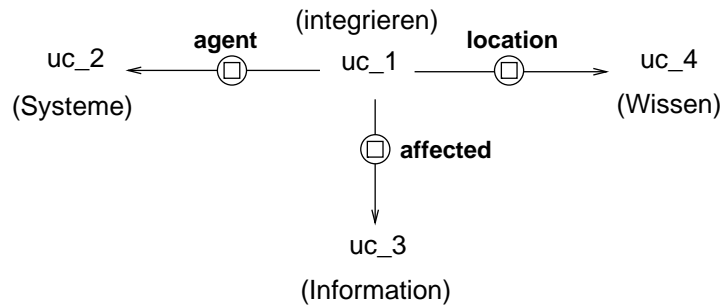 (integrieren)
agent
location
uc_2
uc_1
uc_4
(Systeme)
(Wissen)
affected
uc_3
(Information)